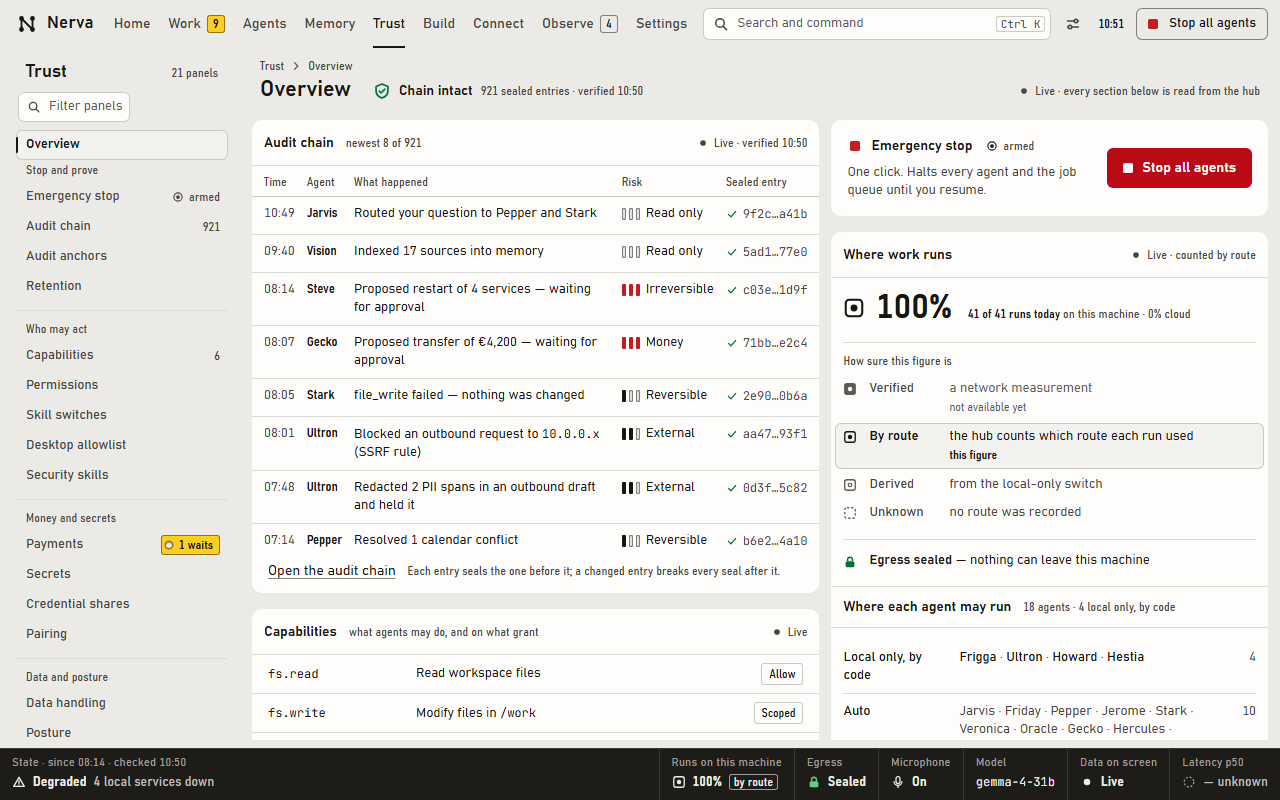 Nerva
Home
Work 9
Agents
Memory
Trust
Build
Connect
Observe 4
Settings
Search and command
Ctrl K
10:51
Stop all agents
Trust
21 panels
Filter panels
Overview
Stop and prove
Emergency stop
armed
Audit chain
921
Audit anchors
Retention
Who may act
Capabilities
6
Permissions
Skill switches
Desktop allowlist
Security skills
Money and secrets
Payments
1 waits
Secrets
Credential shares
Pairing
Data and posture
Data handling
Posture
Trust > Overview
Overview
Chain intact 921 sealed entries · verified 10:50
Live · every section below is read from the hub
Audit chain newest 8 of 921
Live · verified 10:50
Time Agent What happened Risk Sealed entry
10:49 Jarvis Routed your question to Pepper and Stark Read only 9f2c…a41b
09:40 Vision Indexed 17 sources into memory Read only 5ad1…77e0
08:14 Steve Proposed restart of 4 services — waiting Irreversible c03e…1d9f
for approval
08:07 Gecko Proposed transfer of €4,200 — waiting for Money 71bb…e2c4
approval
08:05 Stark file_write failed — nothing was changed Reversible 2e90…0b6a
08:01 Ultron Blocked an outbound request to 10.0.0.x External aa47…93f1
(SSRF rule)
07:48 Ultron Redacted 2 PII spans in an outbound draft External 0d3f…5c82
and held it
07:14 Pepper Resolved 1 calendar conflict Reversible b6e2…4a10
Open the audit chain Each entry seals the one before it; a changed entry breaks every seal after it.
Capabilities what agents may do, and on what grant
Live
fs.read Read workspace files Allow
fs.write Modify files in /work Scoped
Emergency stop armed
One click. Halts every agent and the job
queue until you resume.
Stop all agents
Where work runs
Live · counted by route
100% 41 of 41 runs today on this machine · 0% cloud
How sure this figure is
Verified a network measurement
not available yet
By route the hub counts which route each run used
this figure
Derived from the local-only switch
Unknown no route was recorded
Egress sealed — nothing can leave this machine
Where each agent may run 18 agents · 4 local only, by code
Local only, by Frigga · Ultron · Howard · Hestia 4
code
Auto Jarvis · Friday · Pepper · Jerome · Stark · 10
Veronica · Oracle · Gecko · Hercules ·
State · since 08:14 · checked 10:50
Degraded 4 local services down
Runs on this machine
100% by route
Egress
Sealed
Microphone
On
Model
gemma-4-31b
Data on screen
Live
Latency p50
— unknown